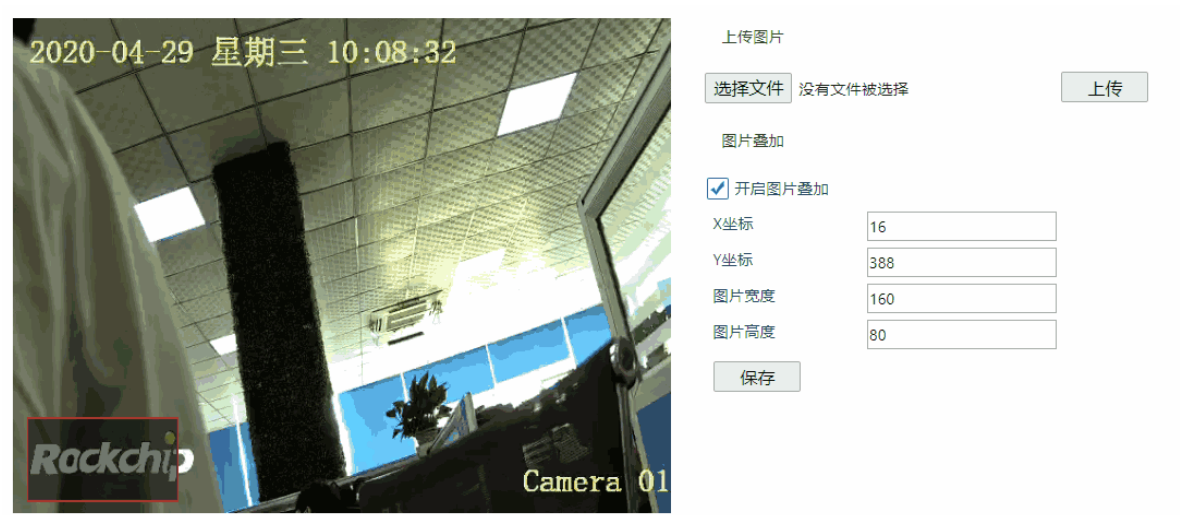 2020-04-29 星期三 10:08:32
Rockchip
Camera 01
上传图片
选择文件 没有文件被选择 上传
图片叠加
开启图片叠加
X坐标 16
Y坐标 388
图片宽度 160
图片高度 80
保存